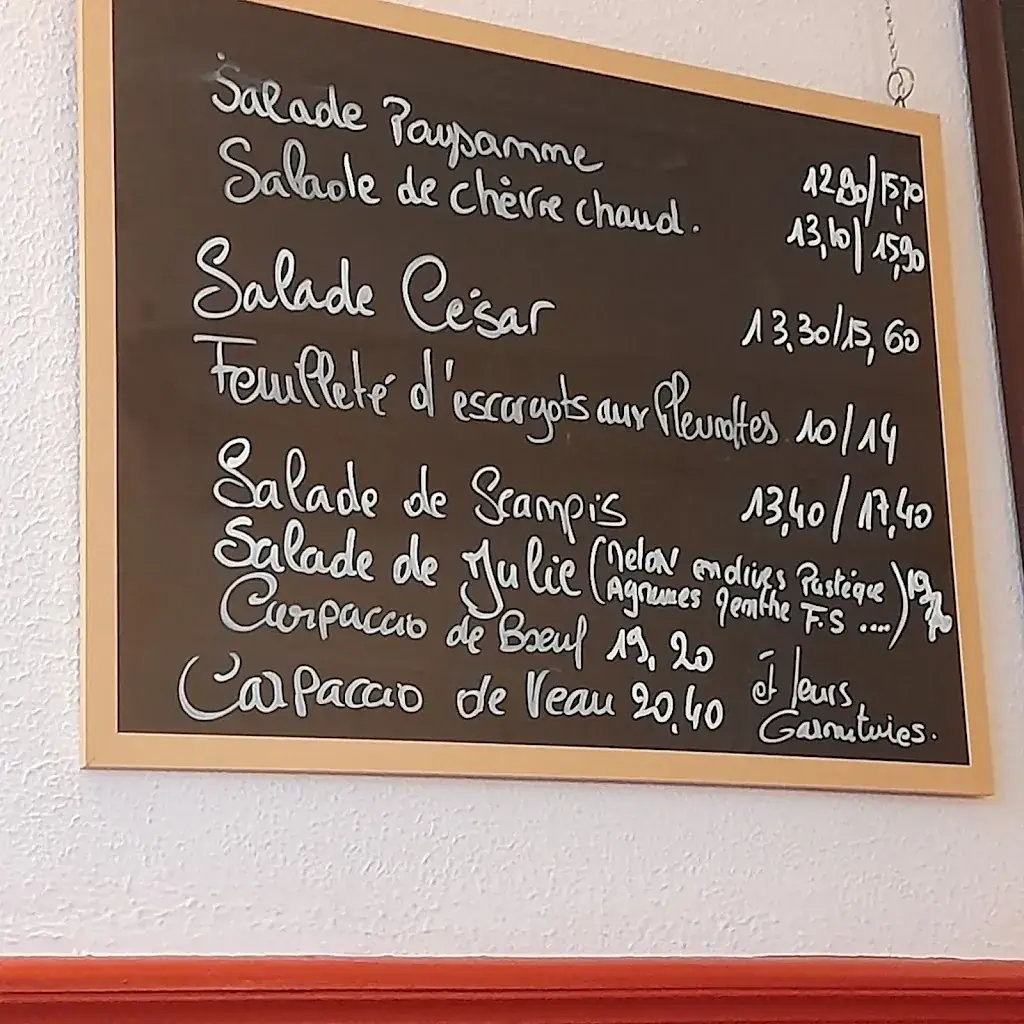 Salade Paysanne 12,90/15,70
Salade de chèvre chaud. 13,10/15,90
Salade César 13,30/15,60
Feuilleté d'escargots aux Pleurottes 10/14
Salade de Scampis 13,40/17,40
Salade de Julie (Melon endives Pastèque
Agrumes Menthe F.S ....)
Carpaccio de Bœuf 19,20
Carpaccio de Veau 20,40
et leurs
Garnitures.